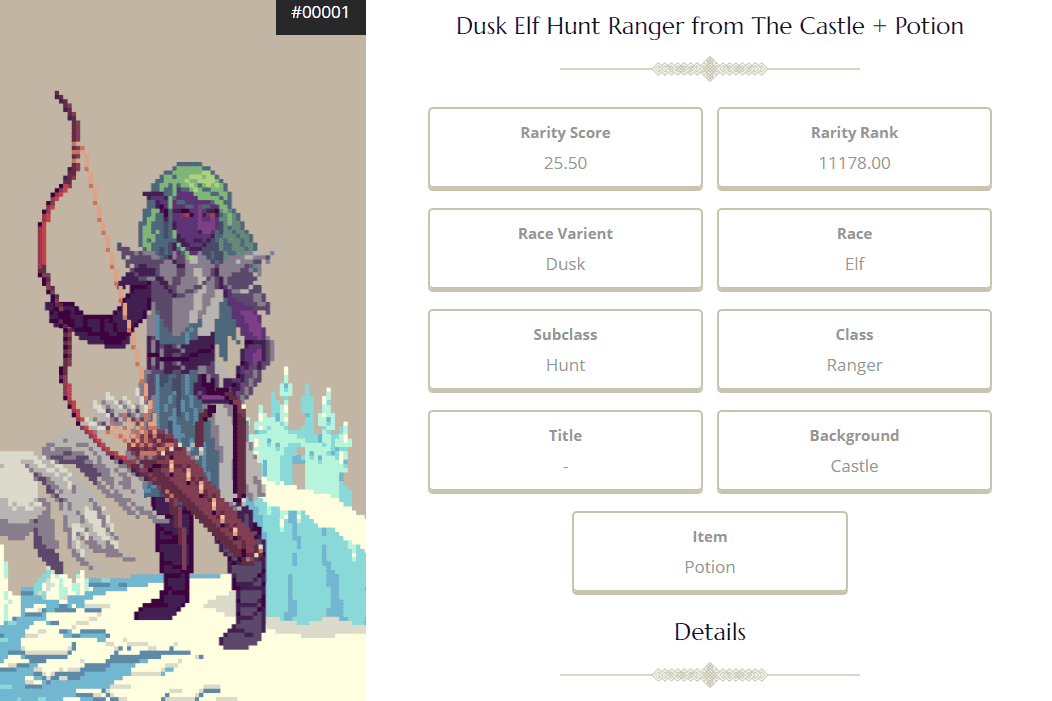 #00001
Dusk Elf Hunt Ranger from The Castle + Potion
Rarity Score
25.50
Rarity Rank
11178.00
Race Varient
Dusk
Race
Elf
Subclass
Hunt
Class
Ranger
Title
-
Background
Castle
Item
Potion
Details